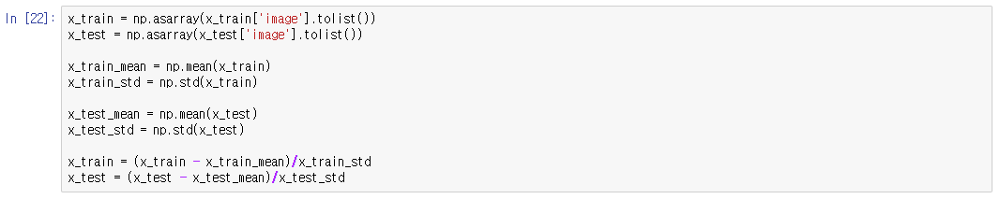 In [22]: x_train = np.asarray(x_train['image'].tolist())
x_test = np.asarray(x_test['image'].tolist())
x_train_mean = np.mean(x_train)
x_train_std = np.std(x_train)
x_test_mean = np.mean(x_test)
x_test_std = np.std(x_test)
x_train = (x_train - x_train_mean)/x_train_std
x_test = (x_test - x_test_mean)/x_test_std